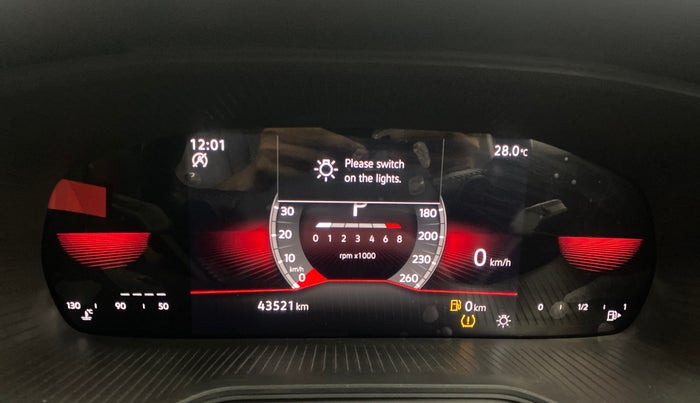 12:01
28.0°C
Please switch
on the lights.
P
30 180
20 200
10 230
km/h
0 260
0 1 2 3 4 6 8
rpm x1000
0 km/h
130 90 50
°C
43521 km
0 km
0 1/2 1